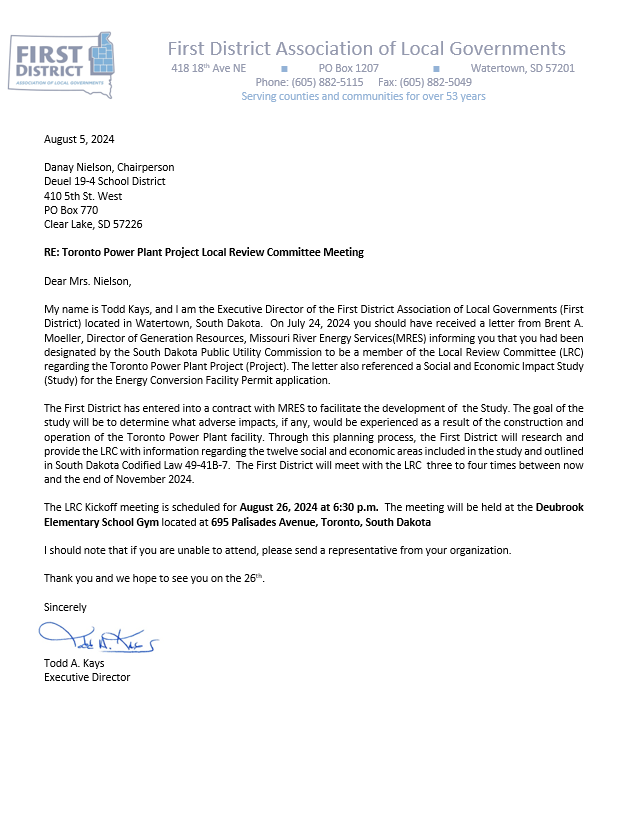 FIRST
DISTRICT
ASSOCIATION OF LOCAL GOVERNMENTS
First District Association of Local Governments
418 18th Ave NE ■ PO Box 1207 ■ Watertown, SD 57201
Phone: (605) 882-5115 Fax: (605) 882-5049
Serving counties and communities for over 53 years
August 5, 2024
Danay Nielson, Chairperson
Deuel 19-4 School District
410 5th St. West
PO Box 770
Clear Lake, SD 57226
RE: Toronto Power Plant Project Local Review Committee Meeting
Dear Mrs. Nielson,
My name is Todd Kays, and I am the Executive Director of the First District Association of Local Governments (First
District) located in Watertown, South Dakota. On July 24, 2024 you should have received a letter from Brent A.
Moeller, Director of Generation Resources, Missouri River Energy Services(MRES) informing you that you had been
designated by the South Dakota Public Utility Commission to be a member of the Local Review Committee (LRC)
regarding the Toronto Power Plant Project (Project). The letter also referenced a Social and Economic Impact Study
(Study) for the Energy Conversion Facility Permit application.
The First District has entered into a contract with MRES to facilitate the development of the Study. The goal of the
study will be to determine what adverse impacts, if any, would be experienced as a result of the construction and
operation of the Toronto Power Plant facility. Through this planning process, the First District will research and
provide the LRC with information regarding the twelve social and economic areas included in the study and outlined
in South Dakota Codified Law 49-41B-7. The First District will meet with the LRC three to four times between now
and the end of November 2024.
The LRC Kickoff meeting is scheduled for August 26, 2024 at 6:30 p.m. The meeting will be held at the Deubrook
Elementary School Gym located at 695 Palisades Avenue, Toronto, South Dakota
I should note that if you are unable to attend, please send a representative from your organization.
Thank you and we hope to see you on the 26th.
Sincerely
Todd A. Kays
Todd A. Kays
Executive Director